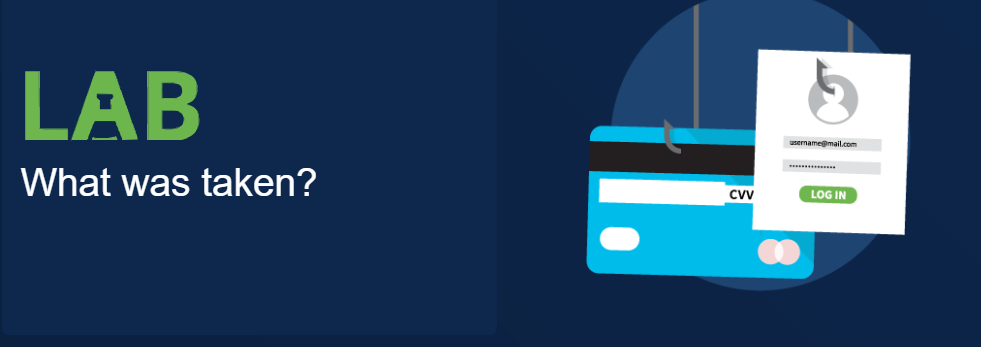 LAB
What was taken?
CVV
username@mail.com
LOG IN